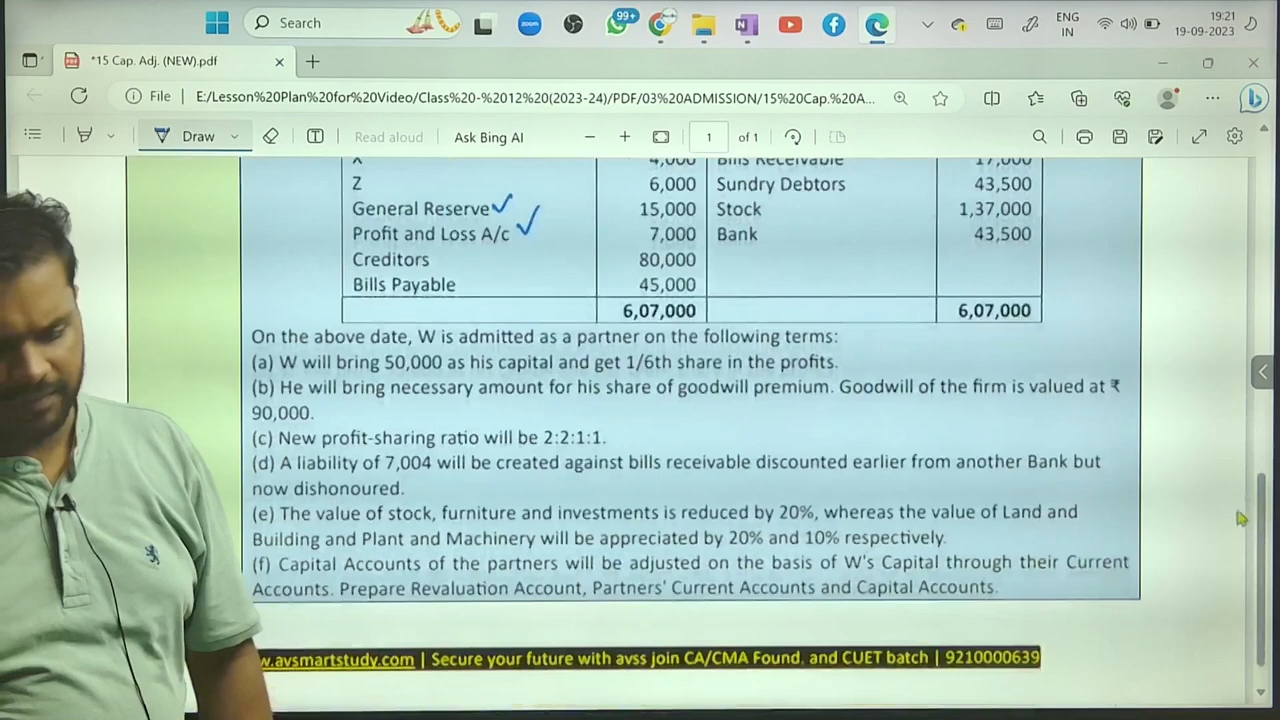 Search
99+
zoom
ENG
IN
19:21
19-09-2023
*15 Cap. Adj. (NEW).pdf
File | E:/Lesson%20Plan%20for%20Video/Class%20-%2012%20(2023-24)/PDF/03%20ADMISSION/15%20Cap.%20A...
Draw
Read aloud
Ask Bing AI
1 of 1
X 4,000 Bills Receivable 17,000
Z 6,000 Sundry Debtors 43,500
General Reserve 15,000 Stock 1,37,000
Profit and Loss A/c 7,000 Bank 43,500
Creditors 80,000
Bills Payable 45,000
6,07,000 6,07,000
On the above date, W is admitted as a partner on the following terms:
(a) W will bring 50,000 as his capital and get 1/6th share in the profits.
(b) He will bring necessary amount for his share of goodwill premium. Goodwill of the firm is valued at ₹
90,000.
(c) New profit-sharing ratio will be 2:2:1:1.
(d) A liability of 7,004 will be created against bills receivable discounted earlier from another Bank but
now dishonoured.
(e) The value of stock, furniture and investments is reduced by 20%, whereas the value of Land and
Building and Plant and Machinery will be appreciated by 20% and 10% respectively.
(f) Capital Accounts of the partners will be adjusted on the basis of W's Capital through their Current
Accounts. Prepare Revaluation Account, Partners' Current Accounts and Capital Accounts.
w.avsmartstudy.com | Secure your future with avss join CA/CMA Found. and CUET batch | 9210000639